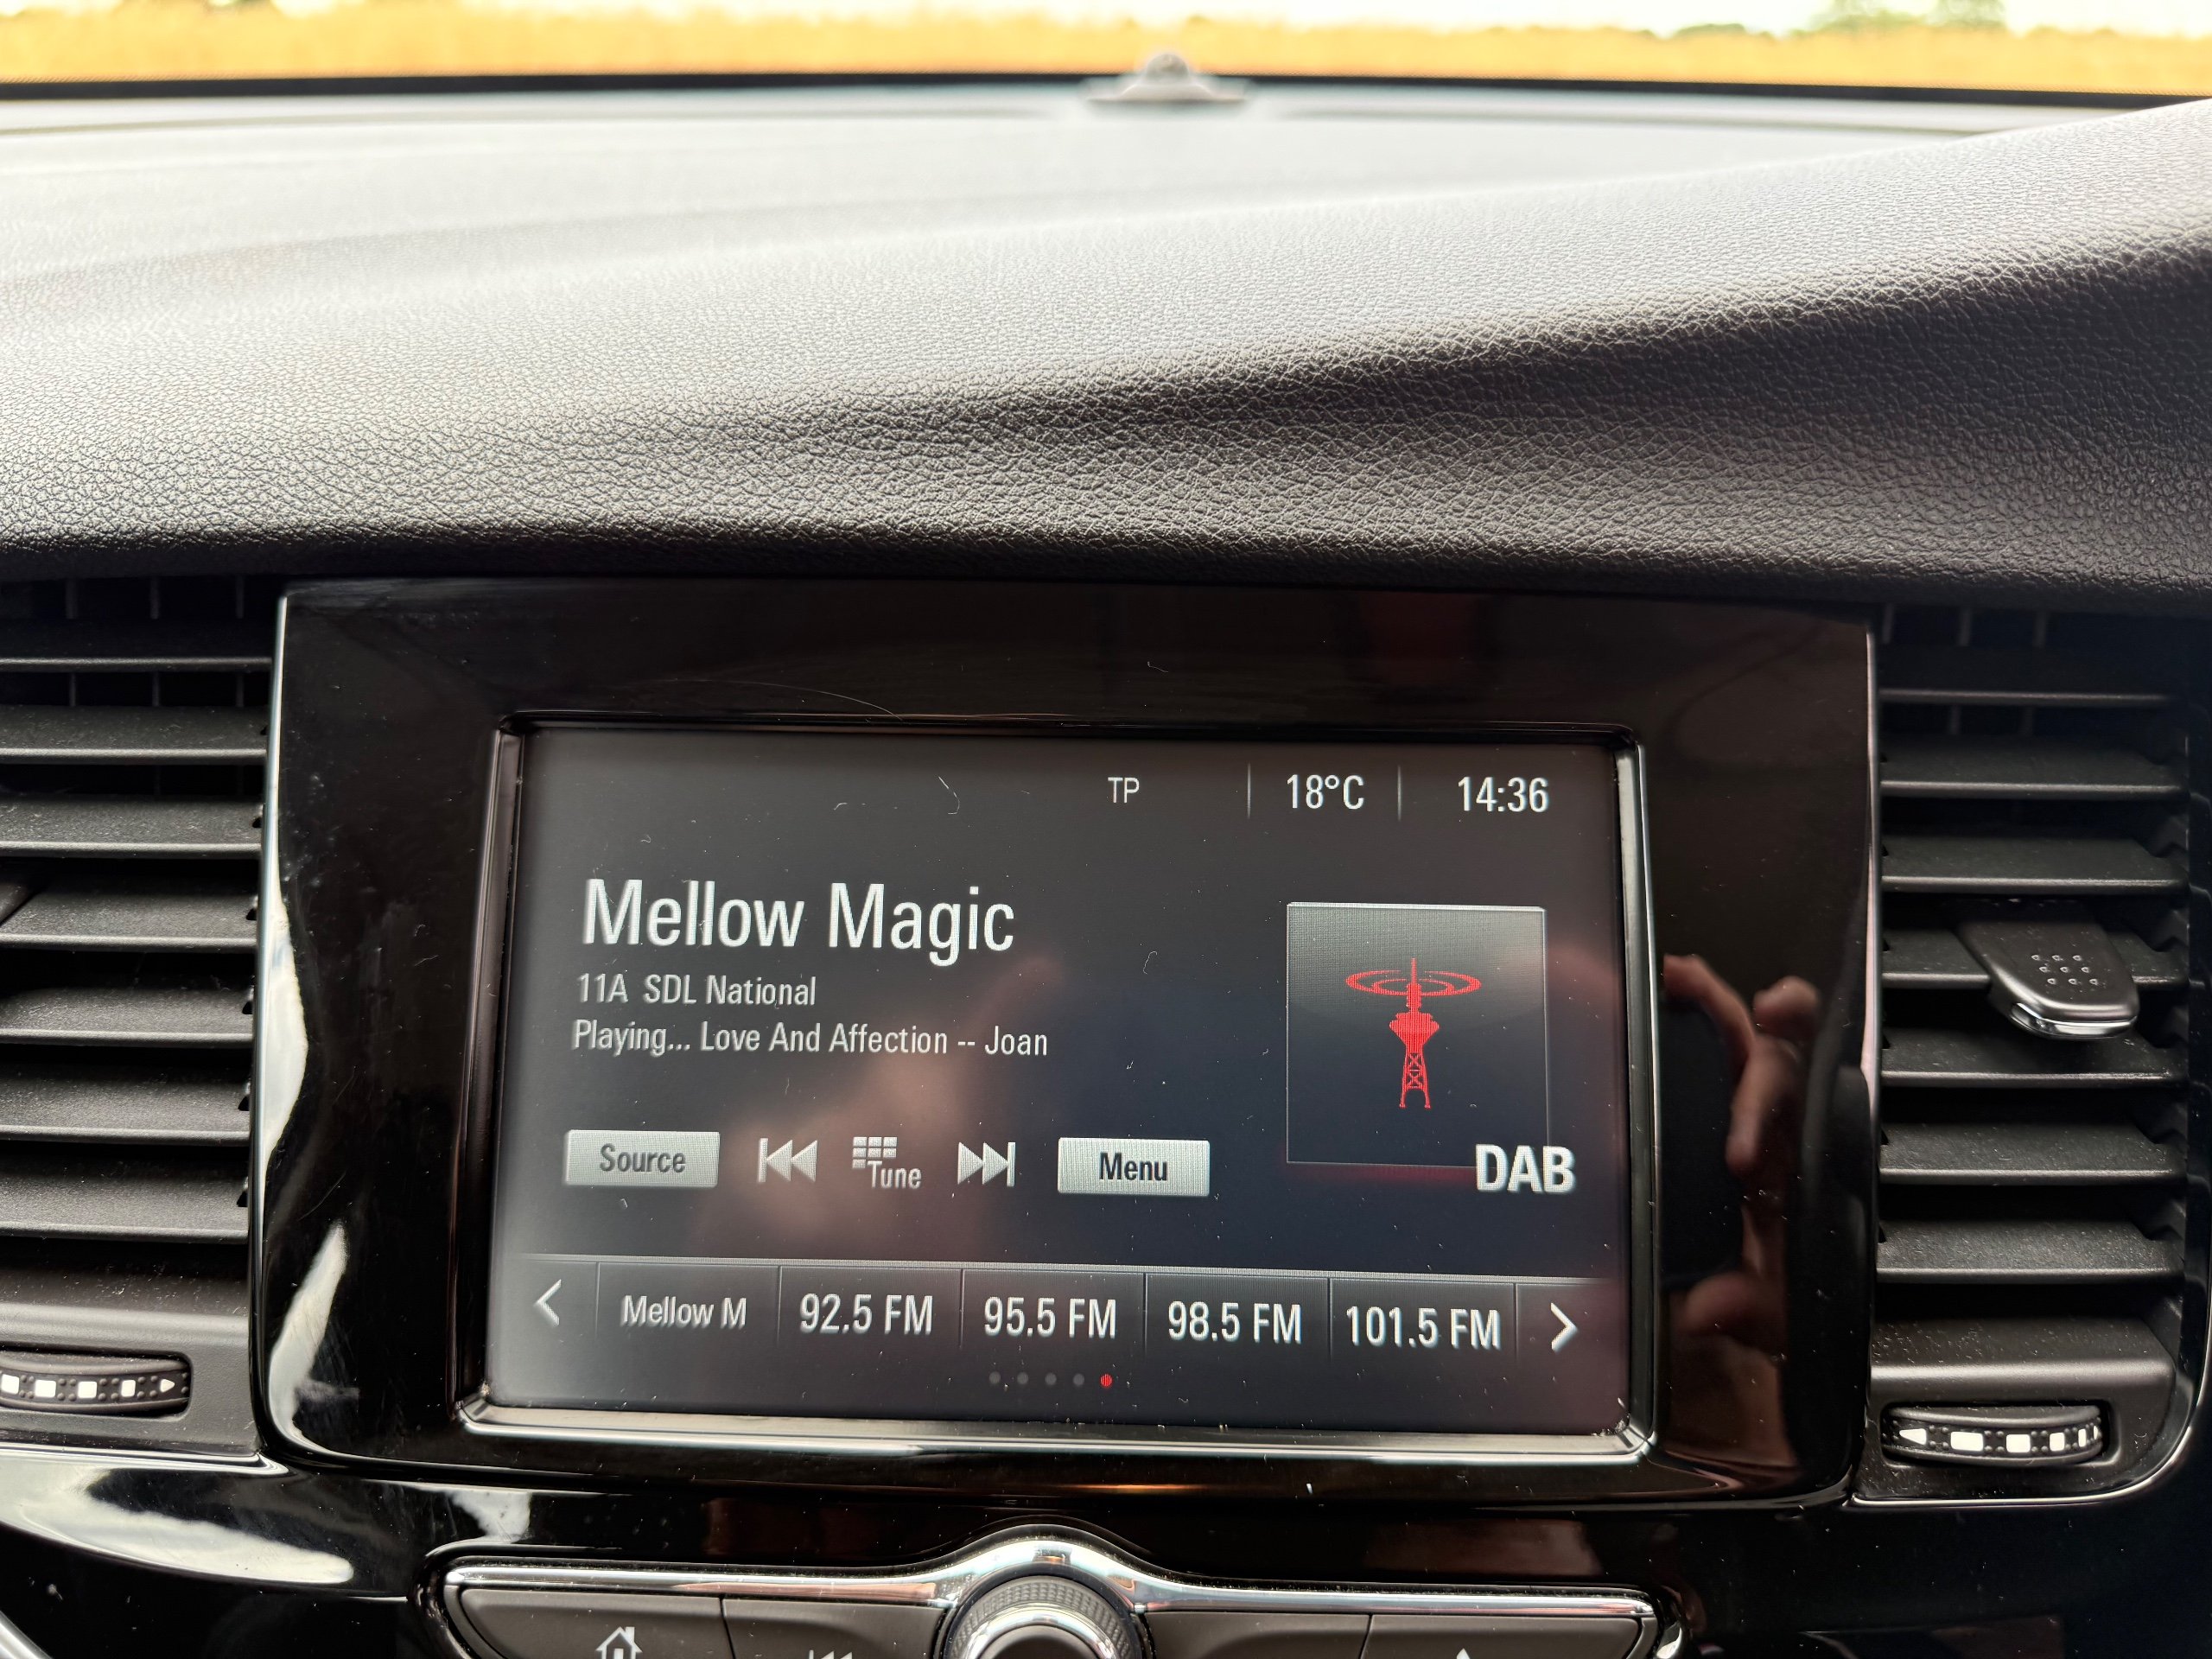 TP 18°C 14:36
Mellow Magic
11A SDL National
Playing... Love And Affection -- Joan
Source Tune Menu
DAB
Mellow M 92.5 FM 95.5 FM 98.5 FM 101.5 FM